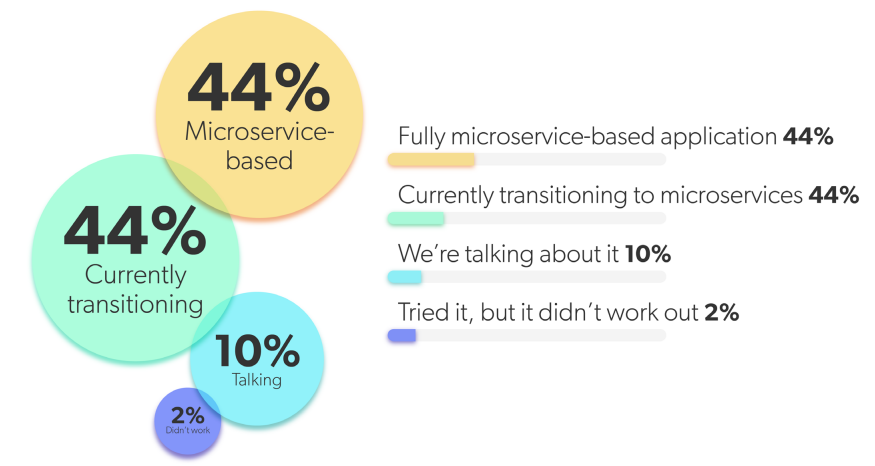 44%
Microservice-
based
44%
Currently
transitioning
10%
Talking
2%
Didn't work
Fully microservice-based application 44%
Currently transitioning to microservices 44%
We’re talking about it 10%
Tried it, but it didn’t work out 2%